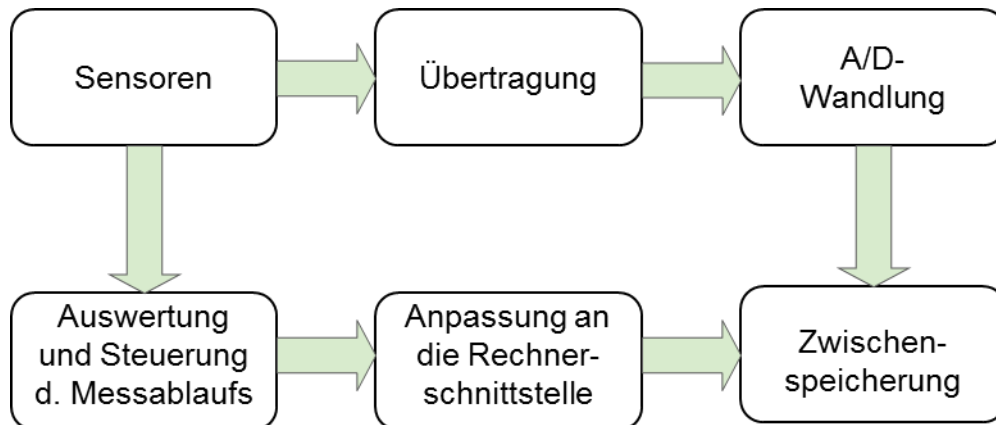 Sensoren
Übertragung
A/D-
Wandlung
Auswertung
und Steuerung
d. Messablaufs
Anpassung an
die Rechner-
schnittstelle
Zwischen-
speicherung